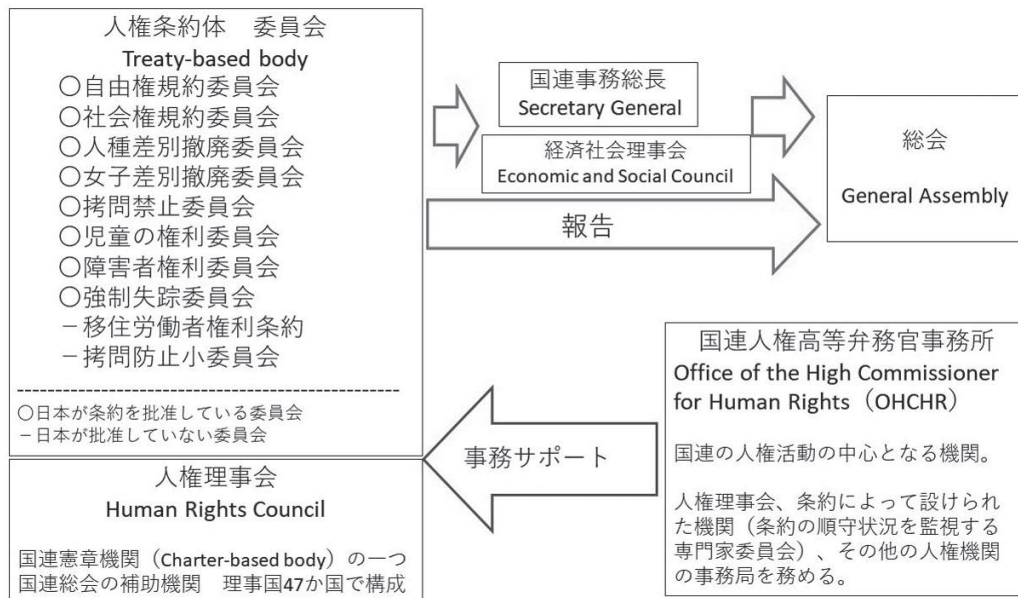 人権条約体　委員会
Treaty-based body
〇自由権規約委員会
〇社会権規約委員会
〇人種差別撤廃委員会
〇女子差別撤廃委員会
〇拷問禁止委員会
〇児童の権利委員会
〇障害者権利委員会
〇強制失踪委員会
－移住労働者権利条約
－拷問防止小委員会
------------------------------------------------
〇日本が条約を批准している委員会
－日本が批准していない委員会
人権理事会
Human Rights Council
国連憲章機関（Charter-based body）の一つ
国連総会の補助機関　理事国47か国で構成
国連事務総長
Secretary General
経済社会理事会
Economic and Social Council
報告
総会
General Assembly
事務サポート
国連人権高等弁務官事務所
Office of the High Commissioner
for Human Rights（OHCHR）
国連の人権活動の中心となる機関。
人権理事会、条約によって設けられ
た機関（条約の順守状況を監視する
専門家委員会）、その他の人権機関
の事務局を務める。